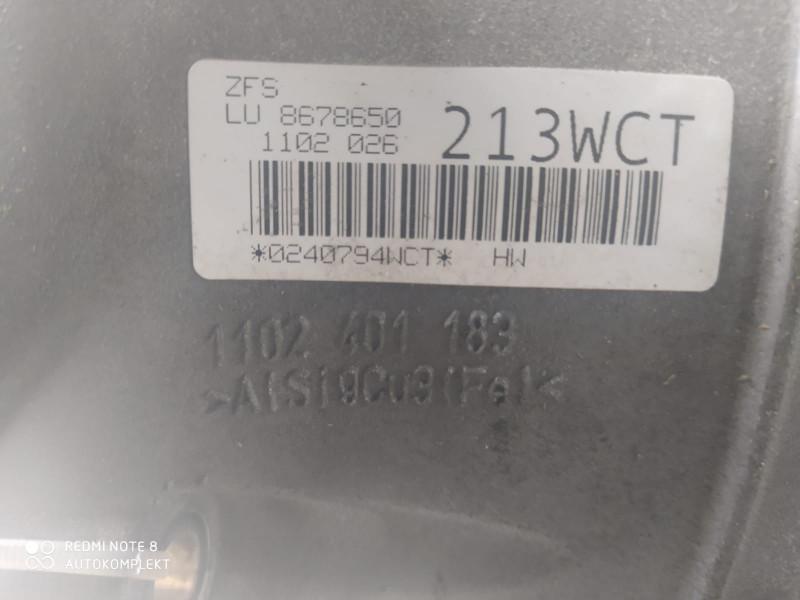 ZFS
LU 8678650
1102 026
213WCT
*0240794WCT* HW
1102 401 183
>AlSi9Cu3(Fe)<
REDMI NOTE 8
AUTOKOMPLEKT